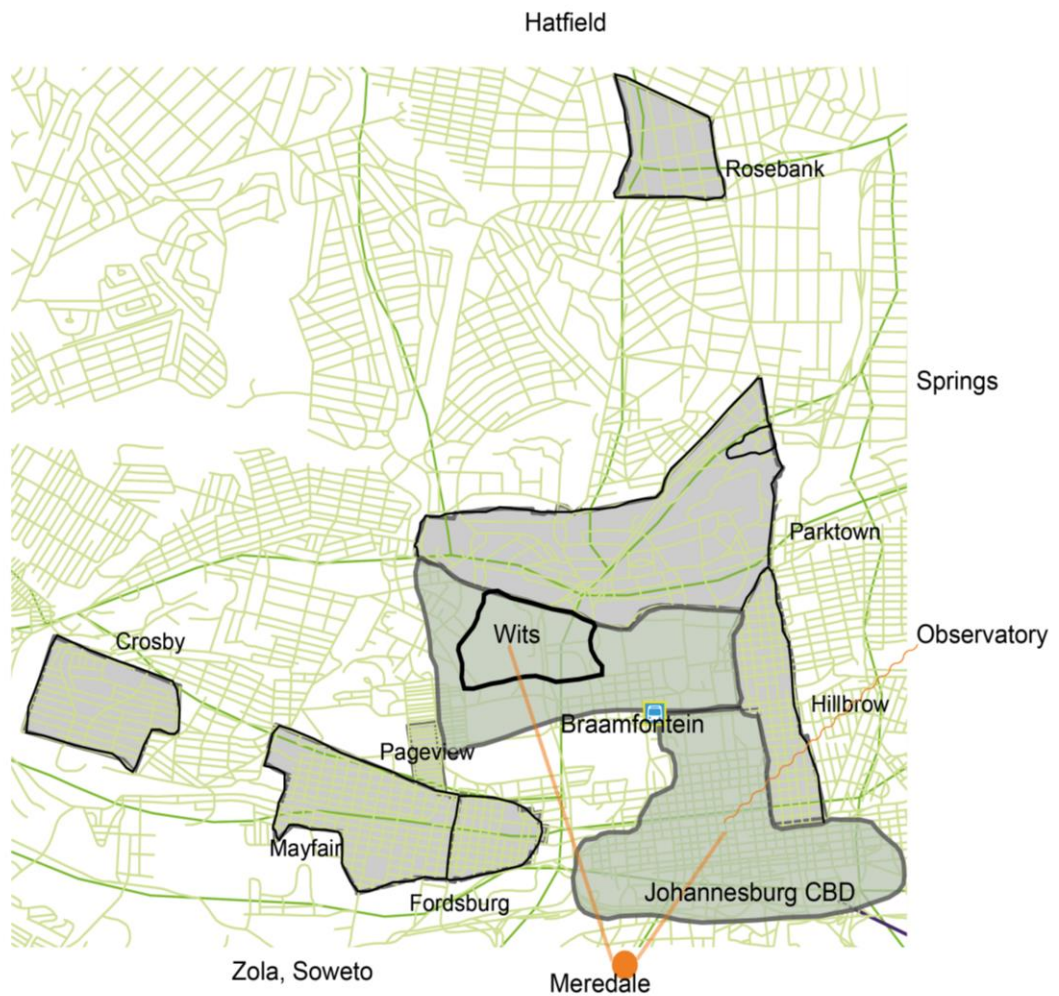 Hatfield
Rosebank
Springs
Parktown
Crosby
Wits
Observatory
Hillbrow
Braamfontein
Pageview
Mayfair
Johannesburg CBD
Fordsburg
Zola, Soweto
Meredale